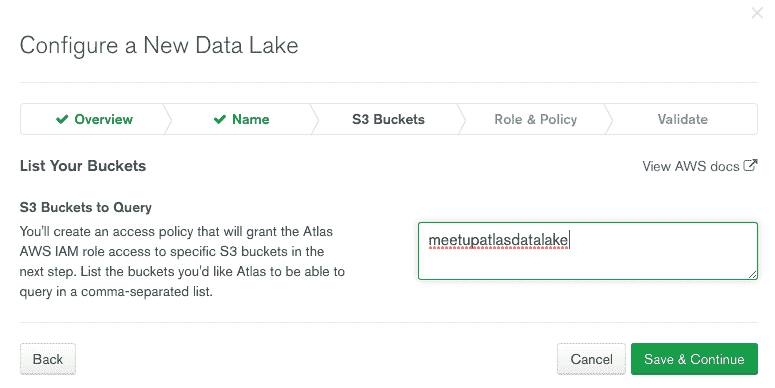 Configure a New Data Lake
Overview
Name
S3 Buckets
Role & Policy
Validate
List Your Buckets
View AWS docs
S3 Buckets to Query
You'll create an access policy that will grant the Atlas
AWS IAM role access to specific S3 buckets in the
next step. List the buckets you'd like Atlas to be able to
query in a comma-separated list.
meetupatlasdatalake
Back
Cancel
Save & Continue